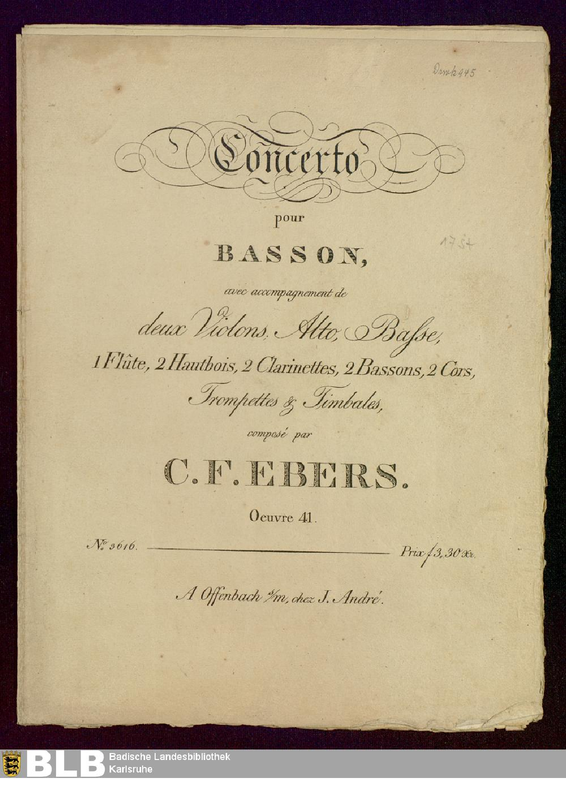 Concerto
pour
BASSON,
avec accompagnement de
deux Violons, Alto, Basse,
1 Flûte, 2 Hautbois, 2 Clarinettes, 2 Bassons, 2 Cors,
Trompettes & Timbales,
composé par
C. F. EBERS.
Oeuvre 41.
No. 3616. Prix f 3, 30 Xr.
A Offenbach s/m, chez J. André.
BLB Badische Landesbibliothek
Karlsruhe